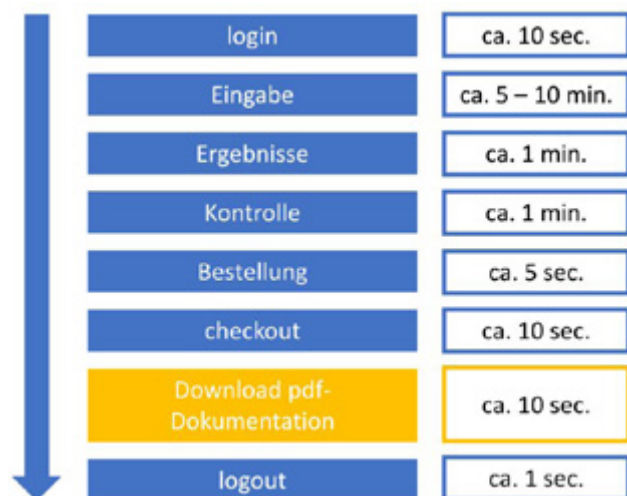 login
ca. 10 sec.
Eingabe
ca. 5 – 10 min.
Ergebnisse
ca. 1 min.
Kontrolle
ca. 1 min.
Bestellung
ca. 5 sec.
checkout
ca. 10 sec.
Download pdf-
Dokumentation
ca. 10 sec.
logout
ca. 1 sec.